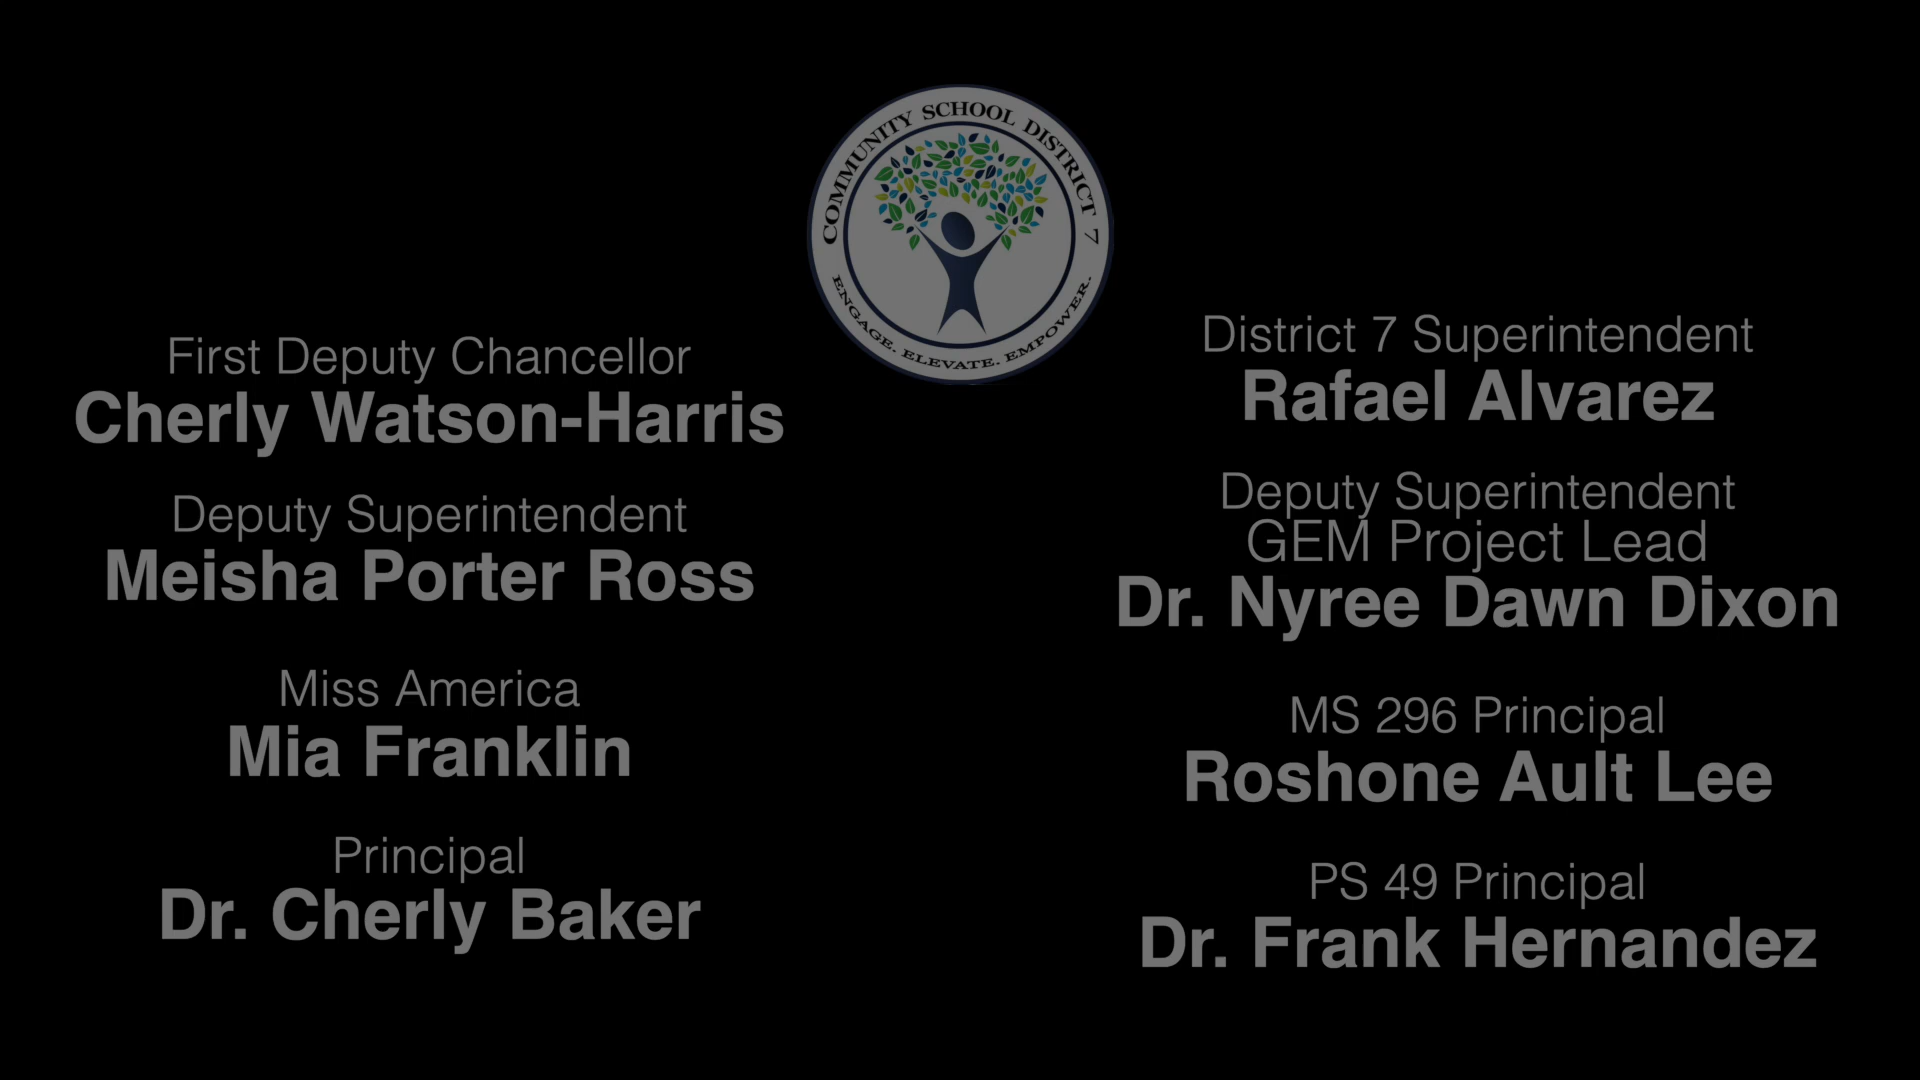 COMMUNITY SCHOOL DISTRICT 7
ENGAGE. ELEVATE. EMPOWER.
First Deputy Chancellor
Cherly Watson-Harris
Deputy Superintendent
Meisha Porter Ross
Miss America
Mia Franklin
Principal
Dr. Cherly Baker
District 7 Superintendent
Rafael Alvarez
Deputy Superintendent
GEM Project Lead
Dr. Nyree Dawn Dixon
MS 296 Principal
Roshone Ault Lee
PS 49 Principal
Dr. Frank Hernandez